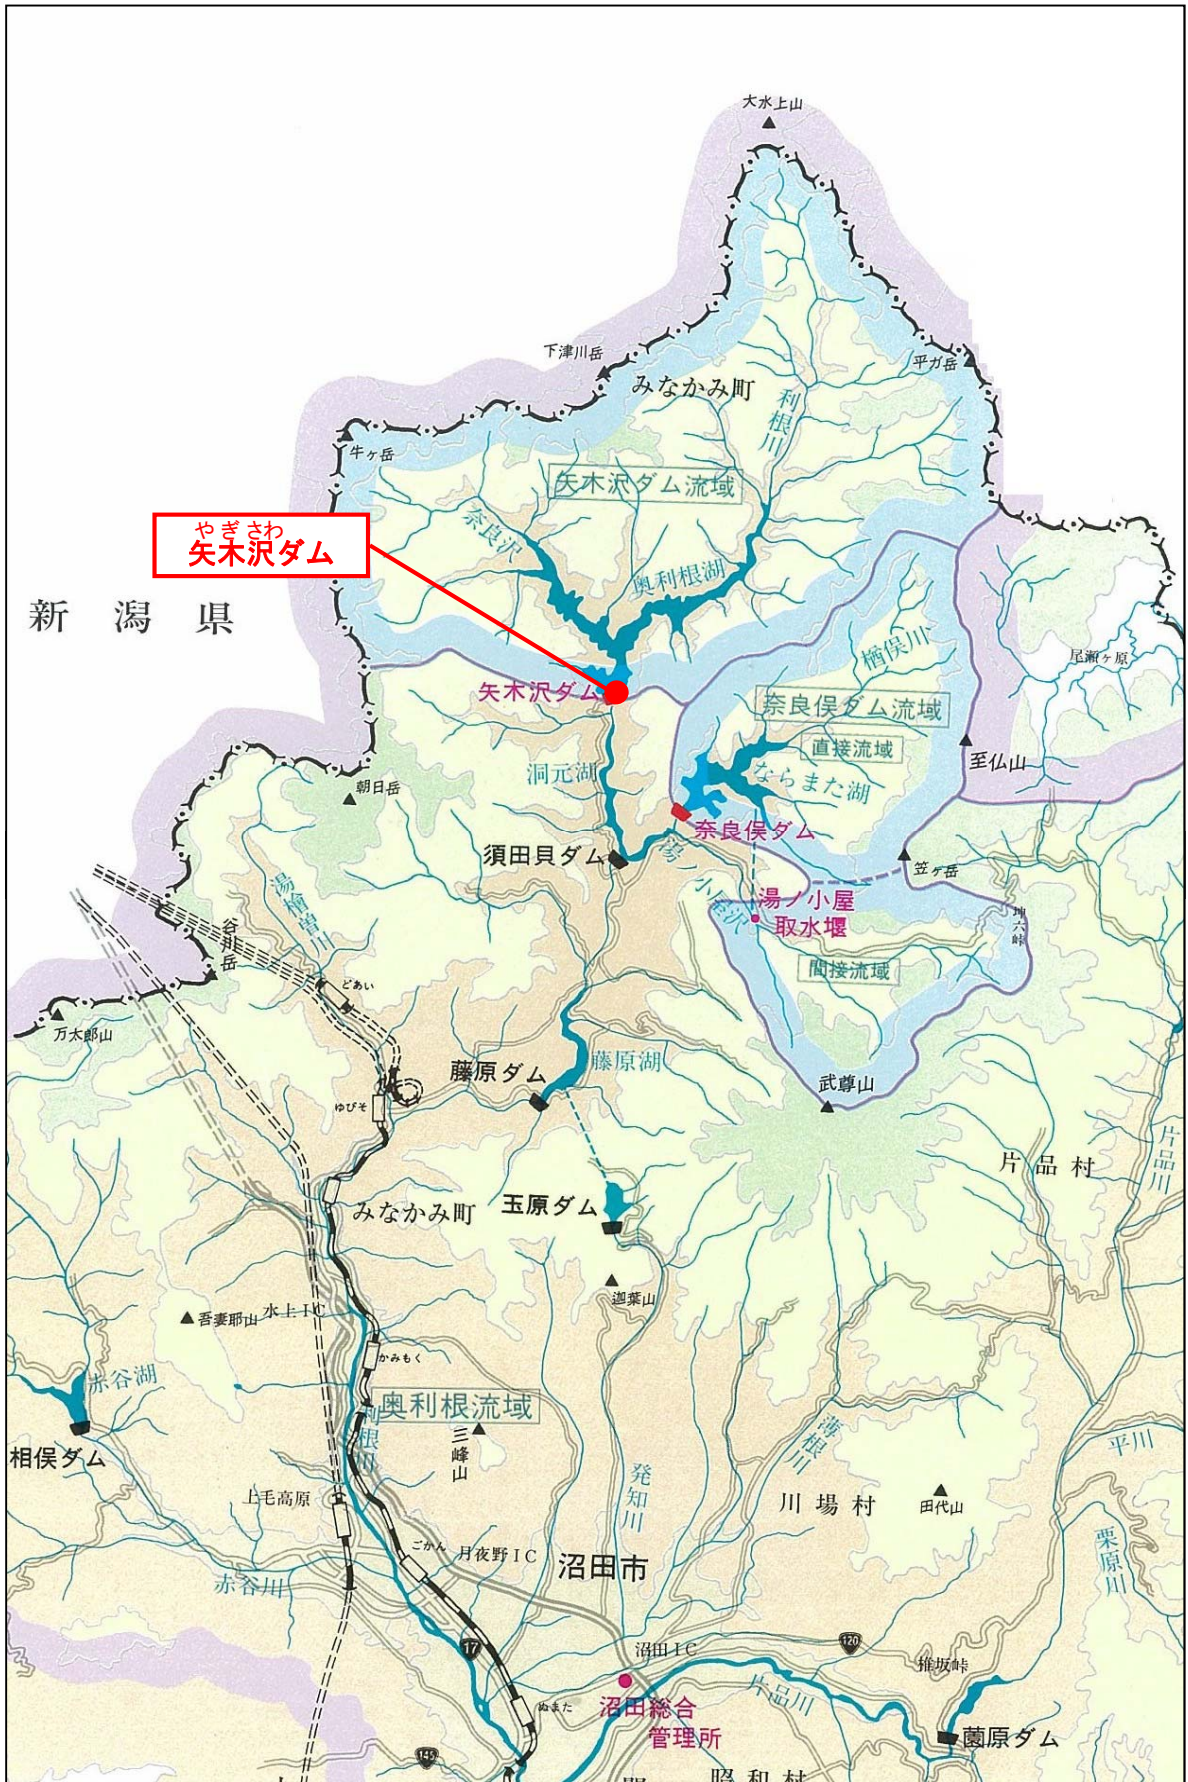 大水上山
下津川岳
平ガ岳
みなかみ町
利根川
牛ヶ岳
矢木沢ダム流域
奈良沢
やぎさわ
矢木沢ダム
奥利根湖
新潟県
楢俣川
尾瀬ヶ原
矢木沢ダム
奈良俣ダム流域
直接流域
至仏山
洞元湖
ならまた湖
朝日岳
奈良俣ダム
須田貝ダム
湯ノ小屋沢
笠ヶ岳
湯ノ小屋
取水堰
坤六峠
湯檜曽川
谷川岳
間接流域
どあい
万太郎山
藤原湖
藤原ダム
武尊山
ゆびそ
片品村
片品川
みなかみ町
玉原ダム
迦葉山
吾妻耶山
水上IC
かみもく
赤谷湖
奥利根流域
利根川
三峰山
薄根川
平川
相俣ダム
発知川
上毛高原
川場村
田代山
ごかん
月夜野IC
沼田市
栗原川
赤谷川
17
沼田IC
120
椎坂峠
片品川
ぬまた
沼田総合
管理所
薗原ダム
145
昭和村